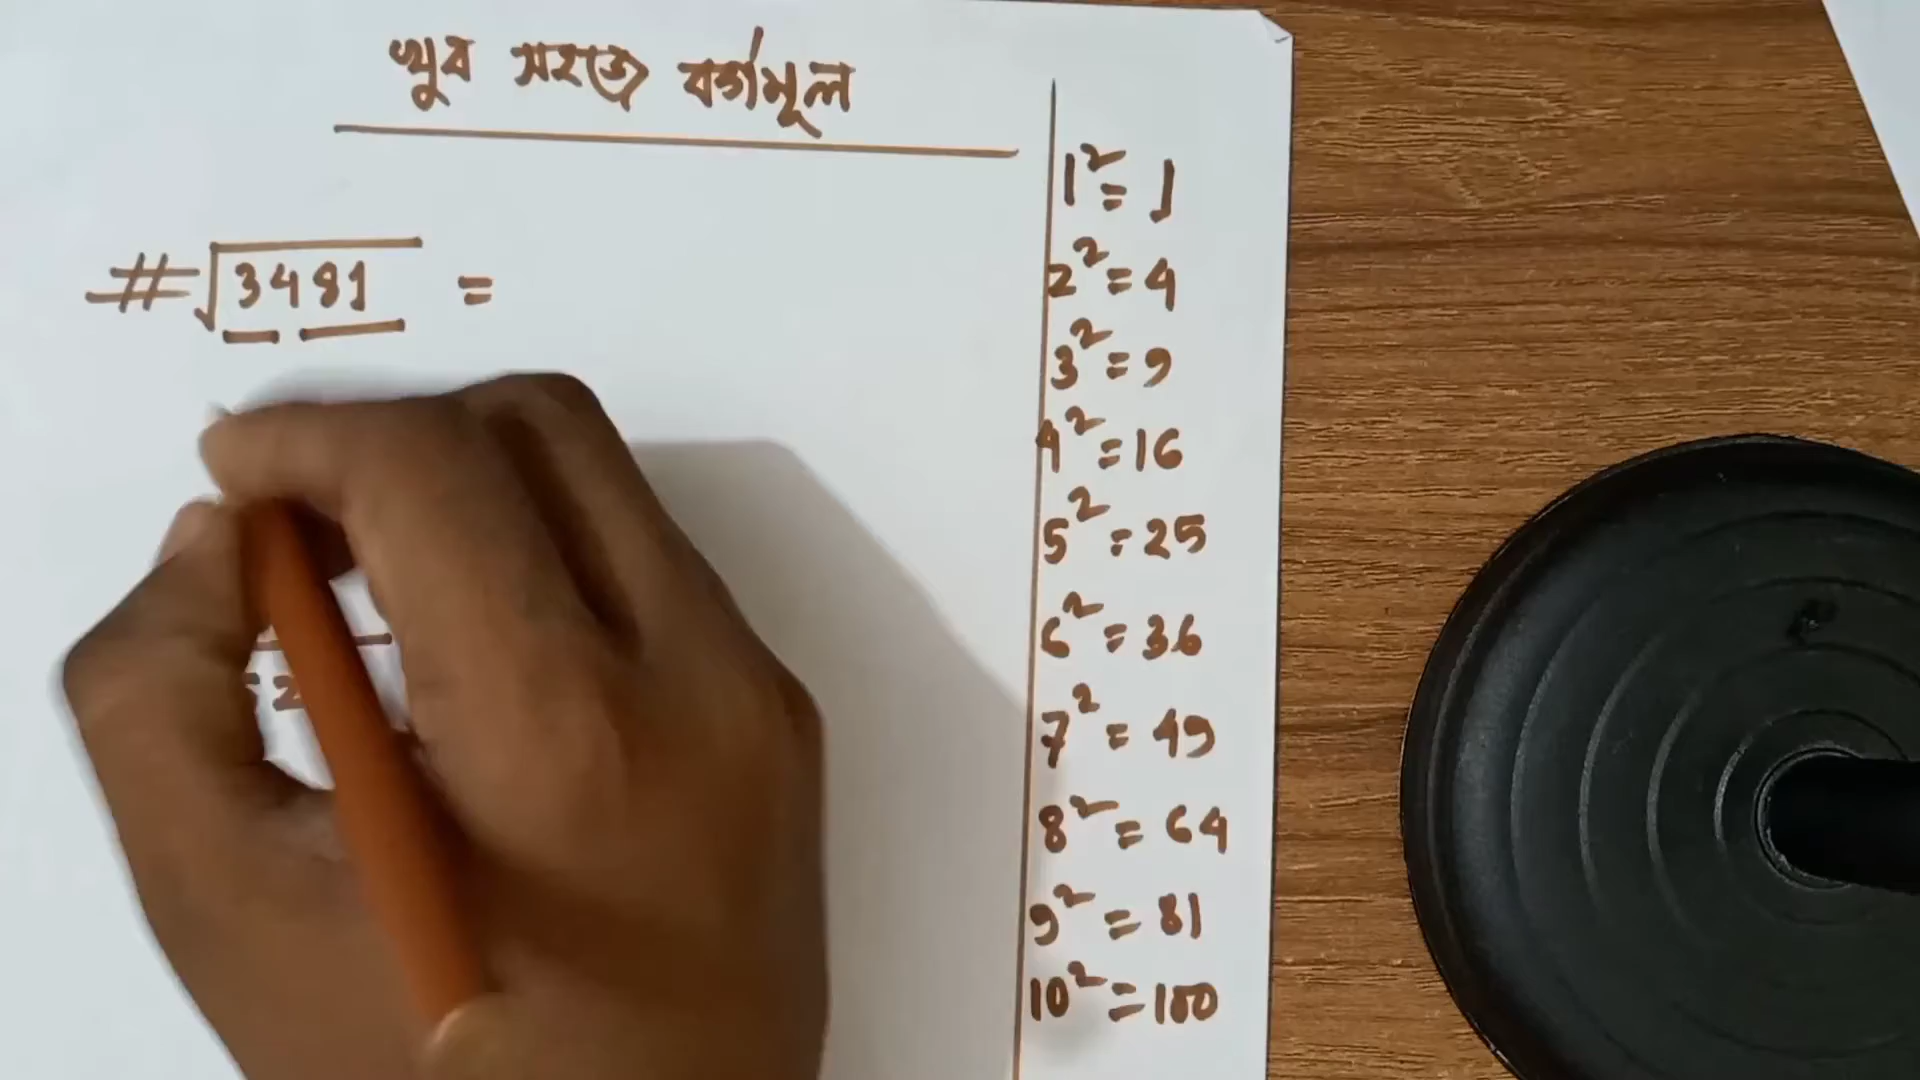 খুব সহজে বর্গমূল
# √3481 =
1² = 1
2² = 4
3² = 9
4² = 16
5² = 25
6² = 36
7² = 49
8² = 64
9² = 81
10² = 100